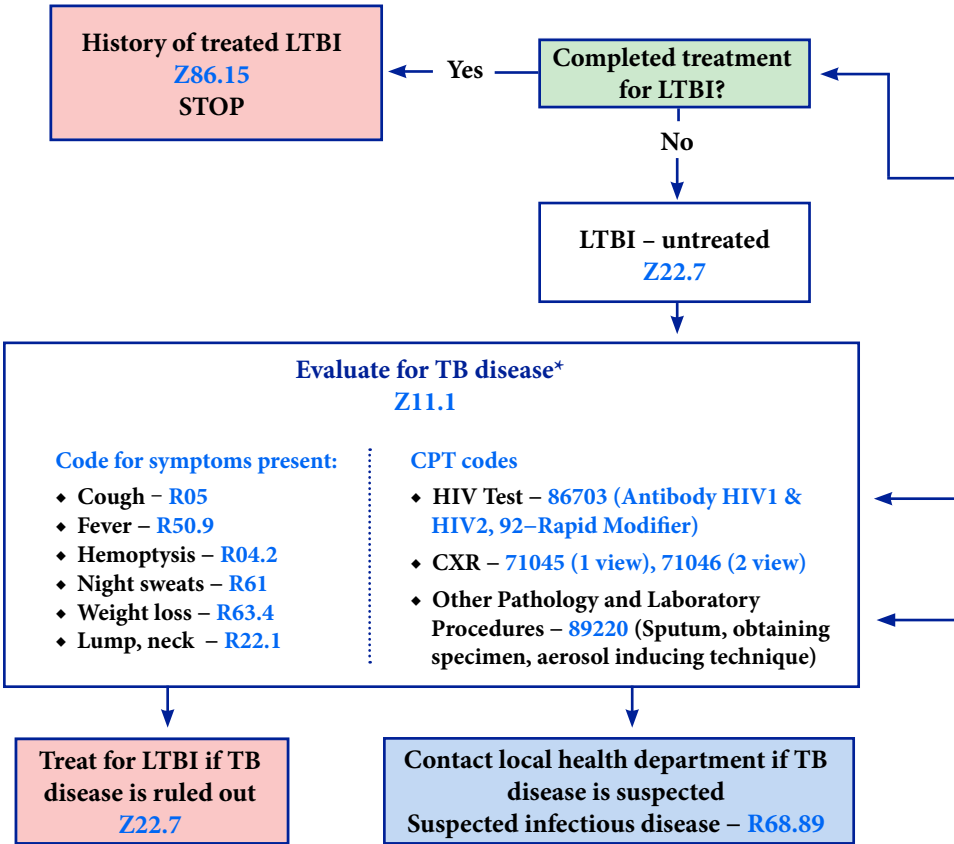 History of treated LTBI
Z86.15
STOP
Yes
Completed treatment
for LTBI?
No
LTBI – untreated
Z22.7
Evaluate for TB disease*
Z11.1
Code for symptoms present:
◆ Cough – R05
◆ Fever – R50.9
◆ Hemoptysis – R04.2
◆ Night sweats – R61
◆ Weight loss – R63.4
◆ Lump, neck – R22.1
CPT codes
◆ HIV Test – 86703 (Antibody HIV1 &
HIV2, 92–Rapid Modifier)
◆ CXR – 71045 (1 view), 71046 (2 view)
◆ Other Pathology and Laboratory
Procedures – 89220 (Sputum, obtaining
specimen, aerosol inducing technique)
Treat for LTBI if TB
disease is ruled out
Z22.7
Contact local health department if TB
disease is suspected
Suspected infectious disease – R68.89